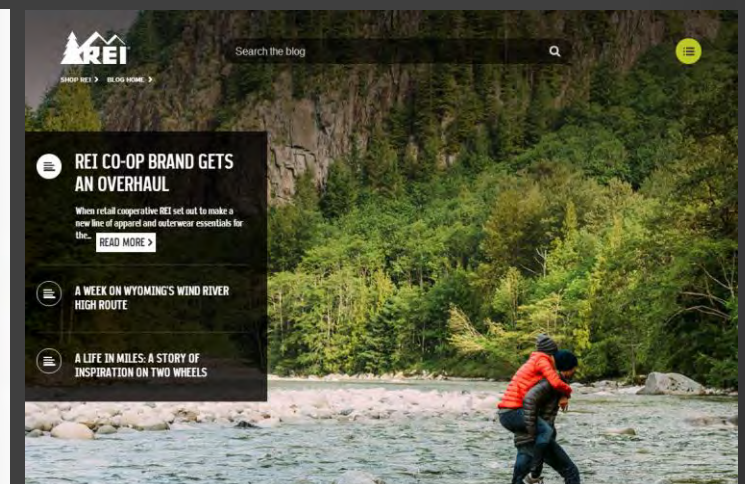 REI
Search the blog
SHOP REI > BLOG HOME >
REI CO-OP BRAND GETS
AN OVERHAUL
When retail cooperative REI set out to make a
new line of apparel and outerwear essentials for
the... READ MORE >
A WEEK ON WYOMING'S WIND RIVER
HIGH ROUTE
A LIFE IN MILES: A STORY OF
INSPIRATION ON TWO WHEELS